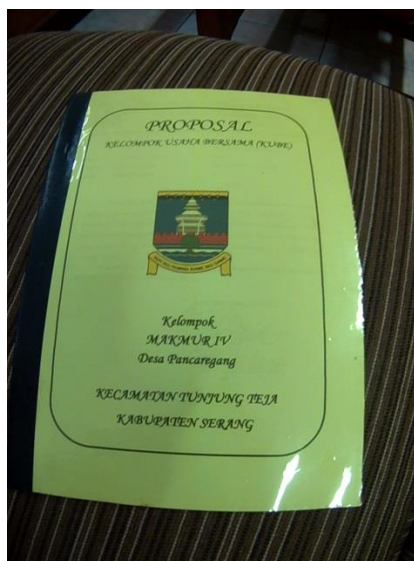 PROPOSAL
KELOMPOK USAHA BERSAMA (KUBE)
Kelompok
MAKMUR IV
Desa Pancaregang
KECAMATAN TUNJUNG TEJA
KABUPATEN SERANG